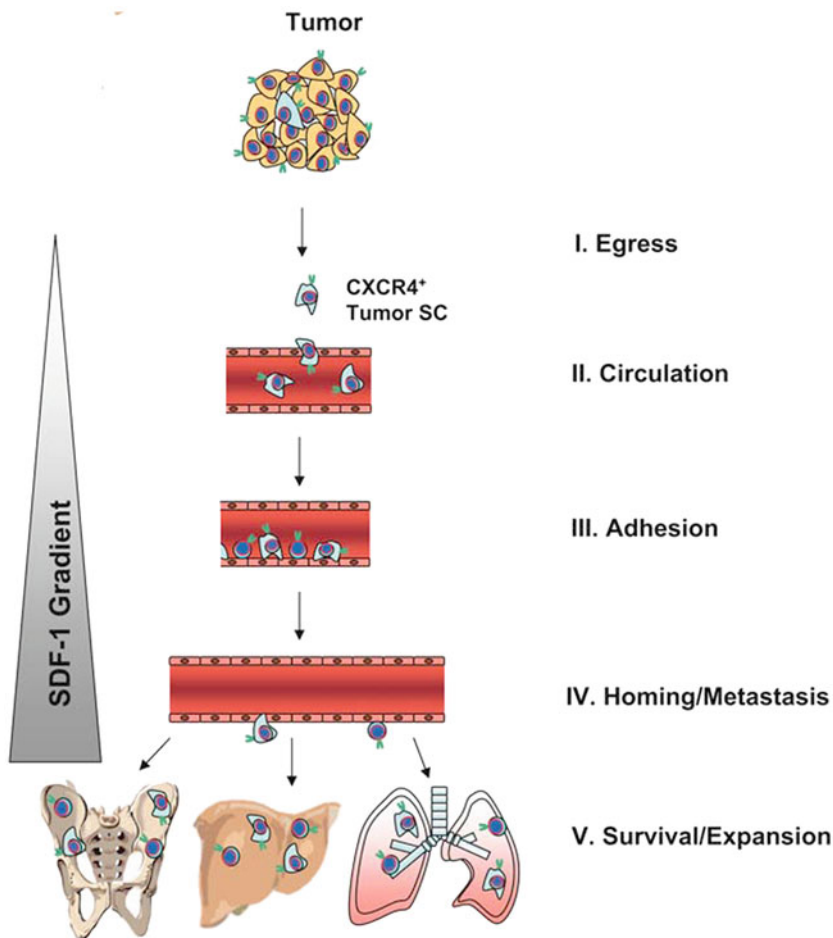 Tumor
I. Egress
CXCR4⁺
Tumor SC
II. Circulation
III. Adhesion
SDF-1 Gradient
IV. Homing/Metastasis
V. Survival/Expansion